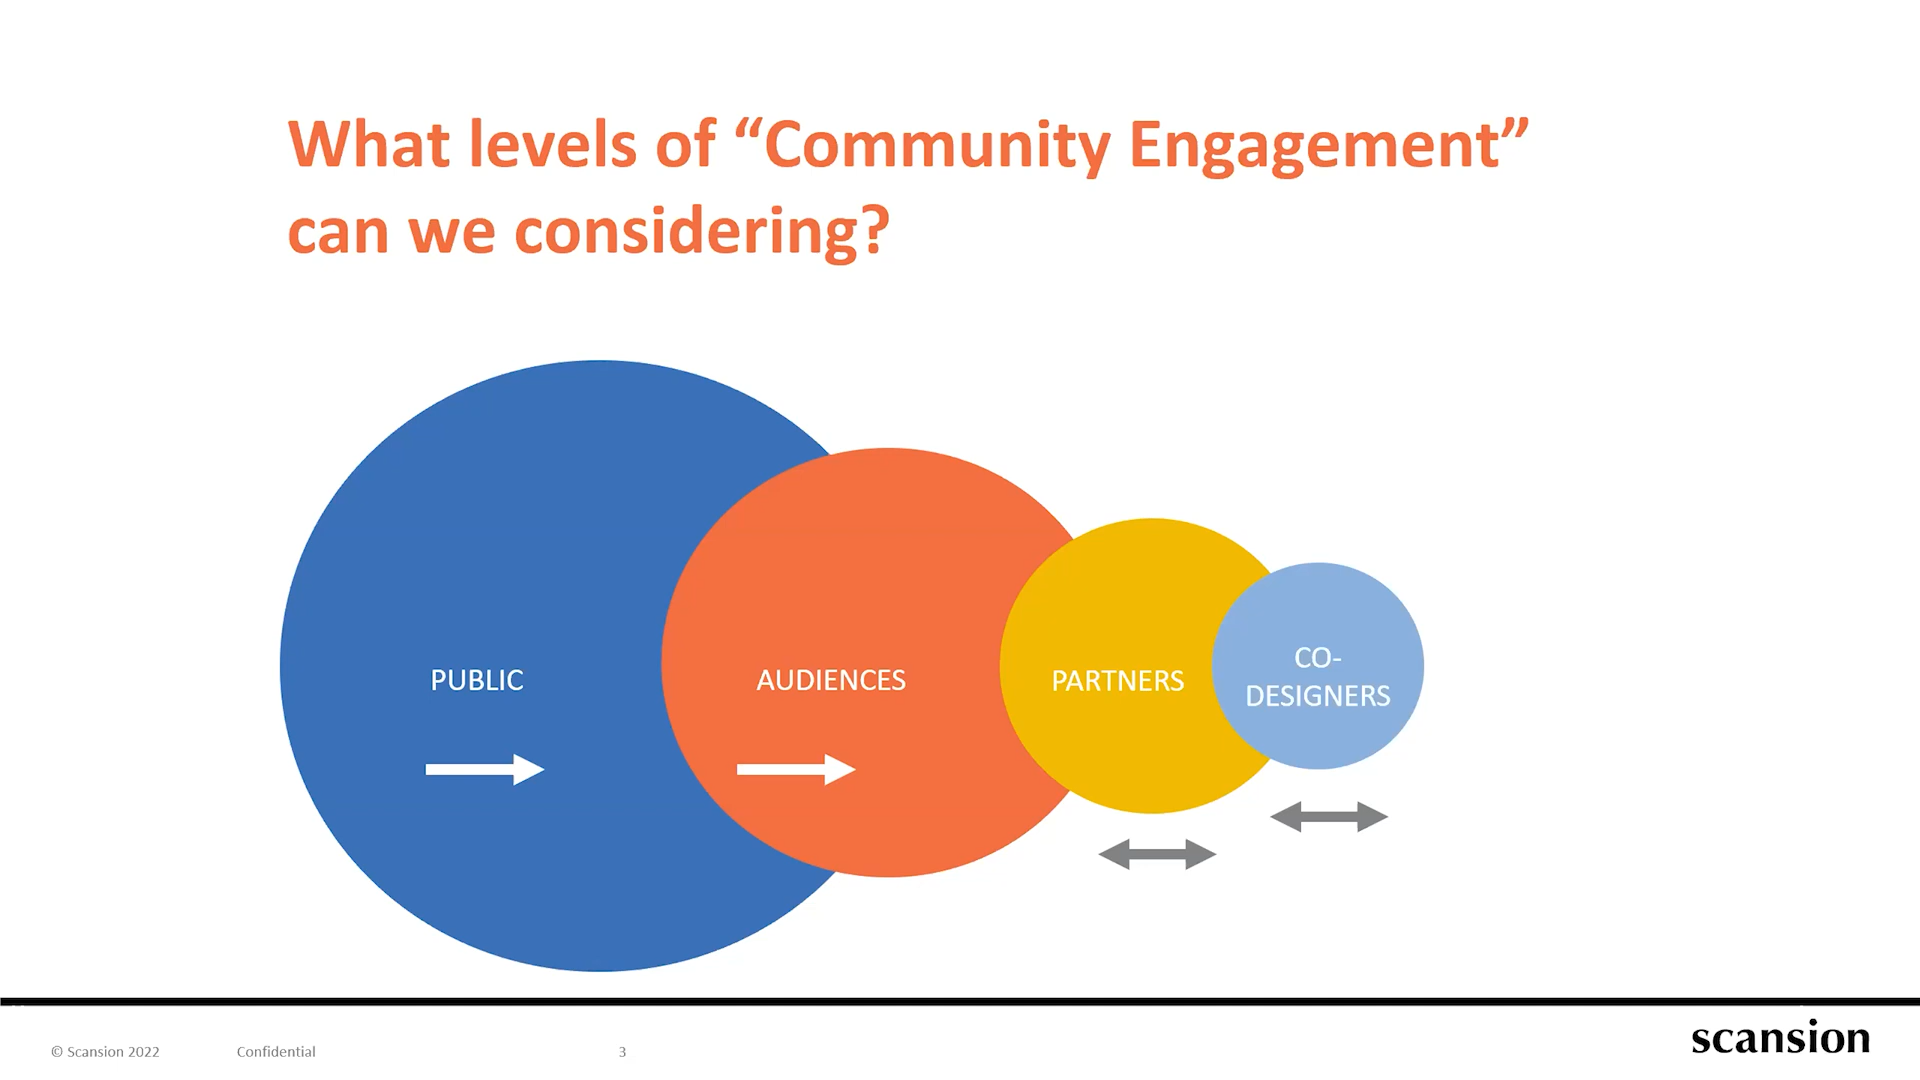 What levels of “Community Engagement”
can we considering?
PUBLIC
AUDIENCES
PARTNERS
CO-
DESIGNERS
© Scansion 2022
Confidential
3
scansion